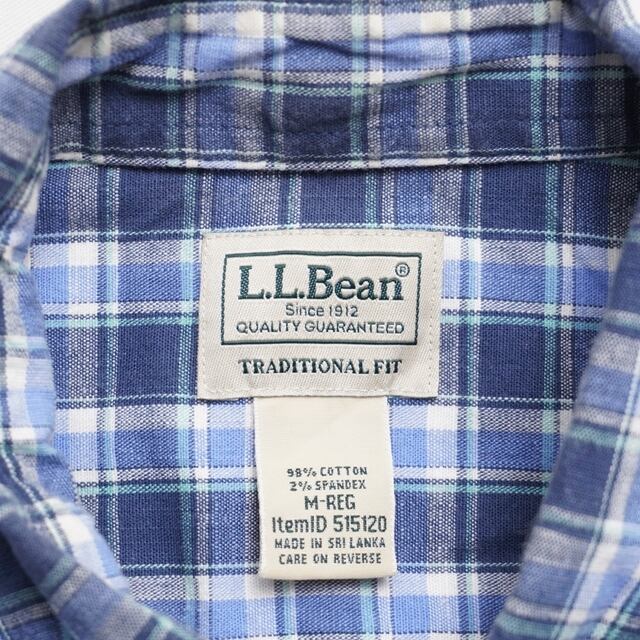 L.L.Bean®
Since 1912
QUALITY GUARANTEED
TRADITIONAL FIT
98% COTTON
2% SPANDEX
M-REG
ItemID 515120
MADE IN SRI LANKA
CARE ON REVERSE